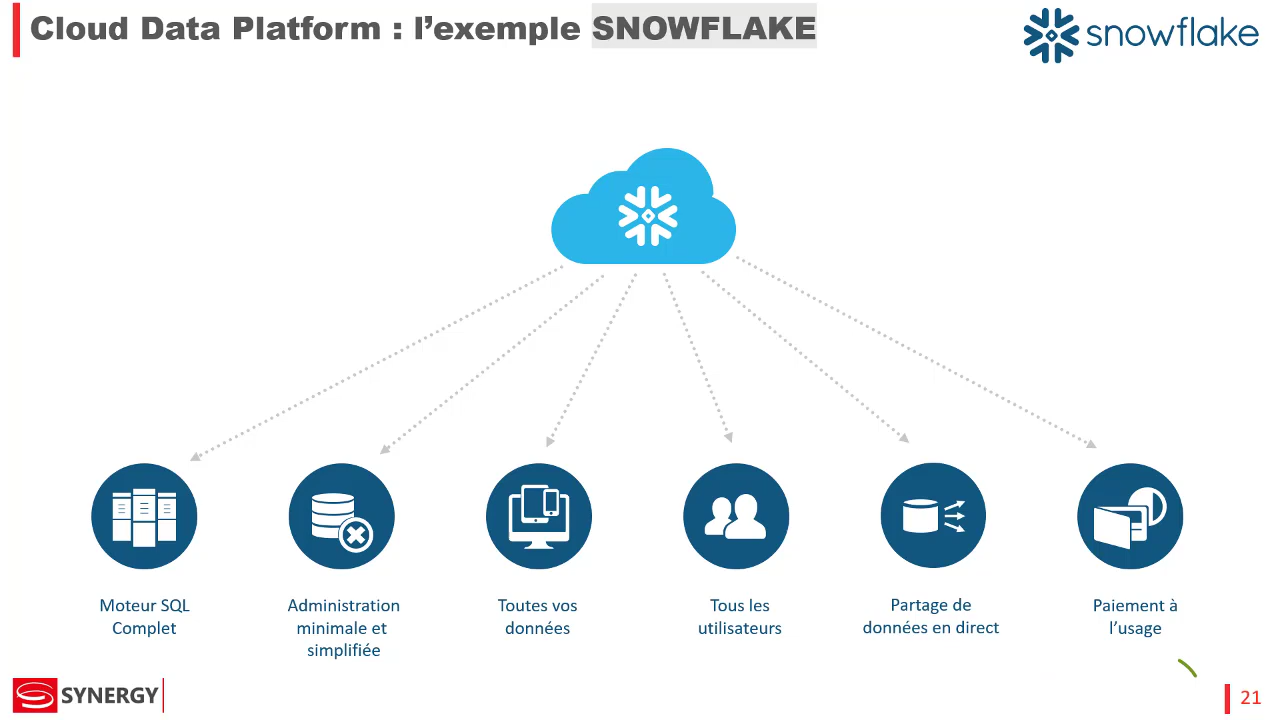 Cloud Data Platform : l’exemple SNOWFLAKE
snowflake
Moteur SQL
Complet
Administration
minimale et
simplifiée
Toutes vos
données
Tous les
utilisateurs
Partage de
données en direct
Paiement à
l’usage
SYNERGY
21